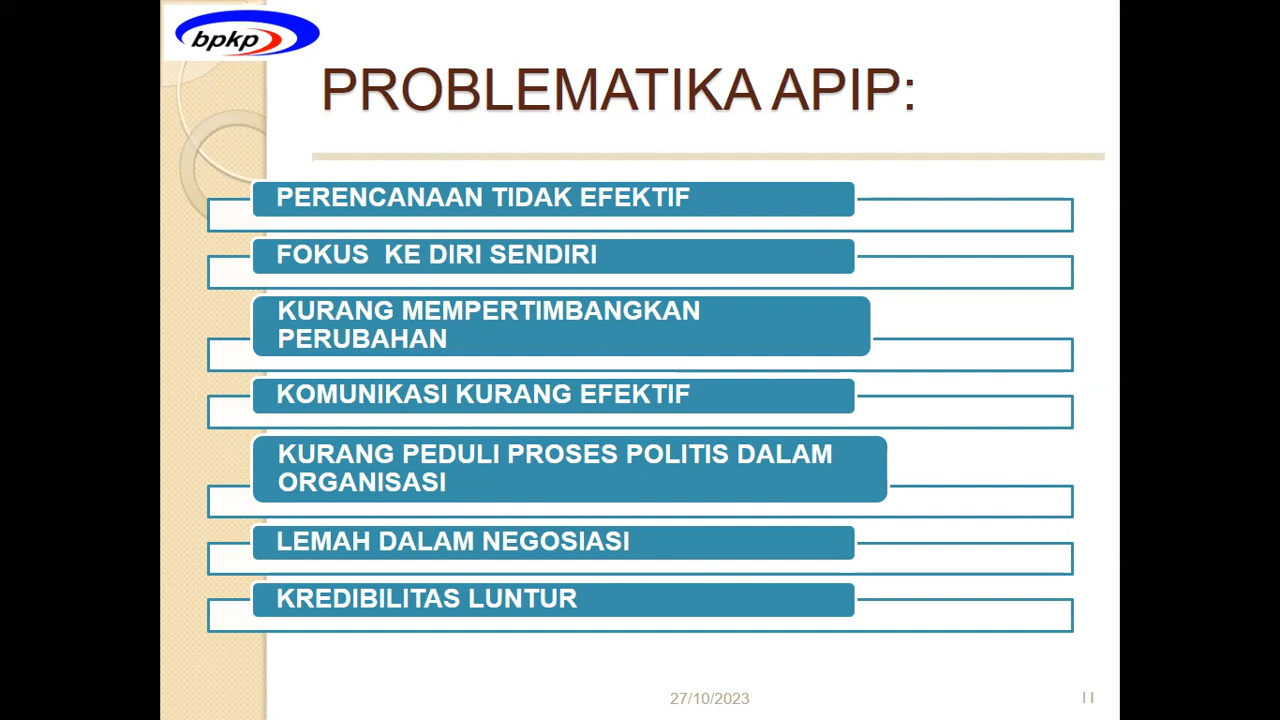 bpkp
PROBLEMATIKA APIP:
PERENCANAAN TIDAK EFEKTIF
FOKUS KE DIRI SENDIRI
KURANG MEMPERTIMBANGKAN
PERUBAHAN
KOMUNIKASI KURANG EFEKTIF
KURANG PEDULI PROSES POLITIS DALAM
ORGANISASI
LEMAH DALAM NEGOSIASI
KREDIBILITAS LUNTUR
27/10/2023
11